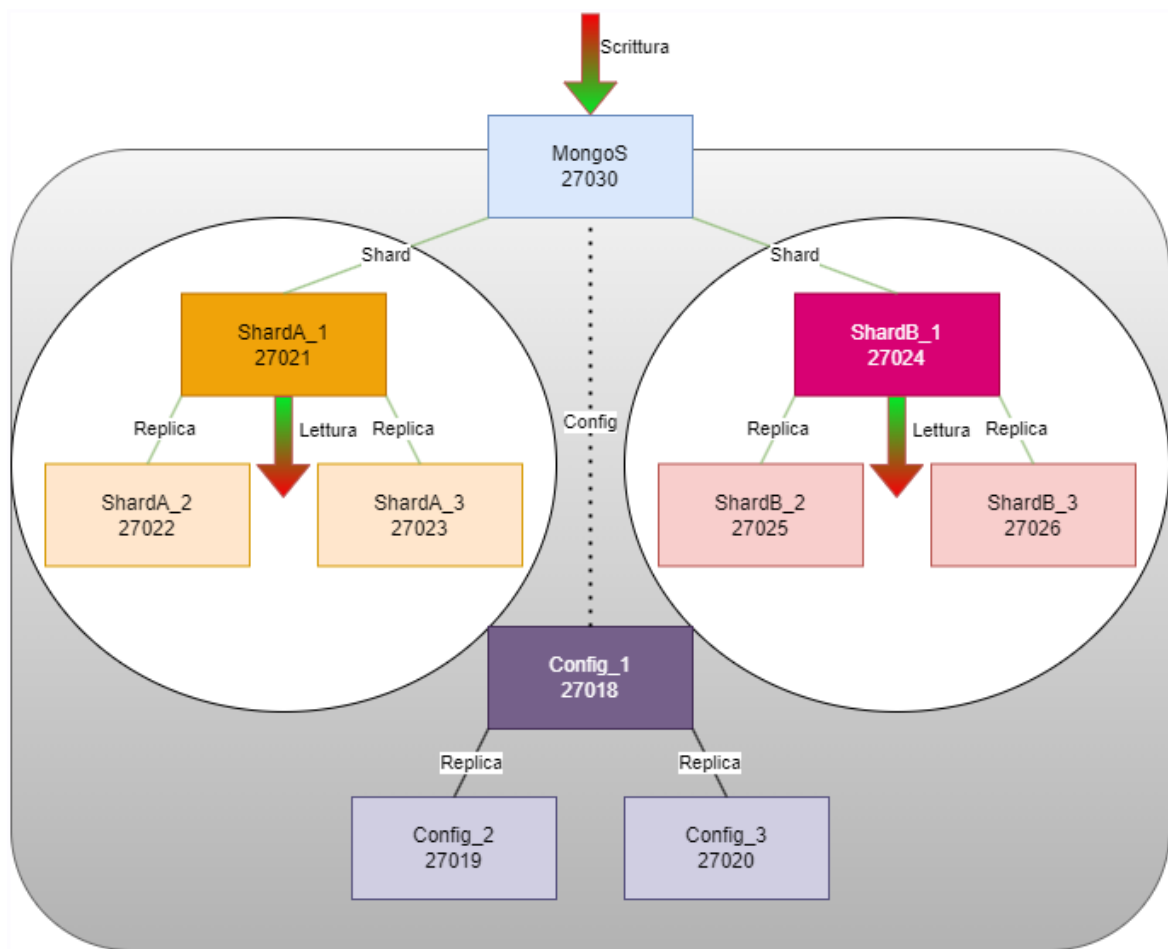 Scrittura
MongoS
27030
Shard
Shard
ShardA_1
27021
ShardB_1
27024
Replica
Lettura
Replica
Config
Replica
Lettura
Replica
ShardA_2
27022
ShardA_3
27023
ShardB_2
27025
ShardB_3
27026
Config_1
27018
Replica
Replica
Config_2
27019
Config_3
27020